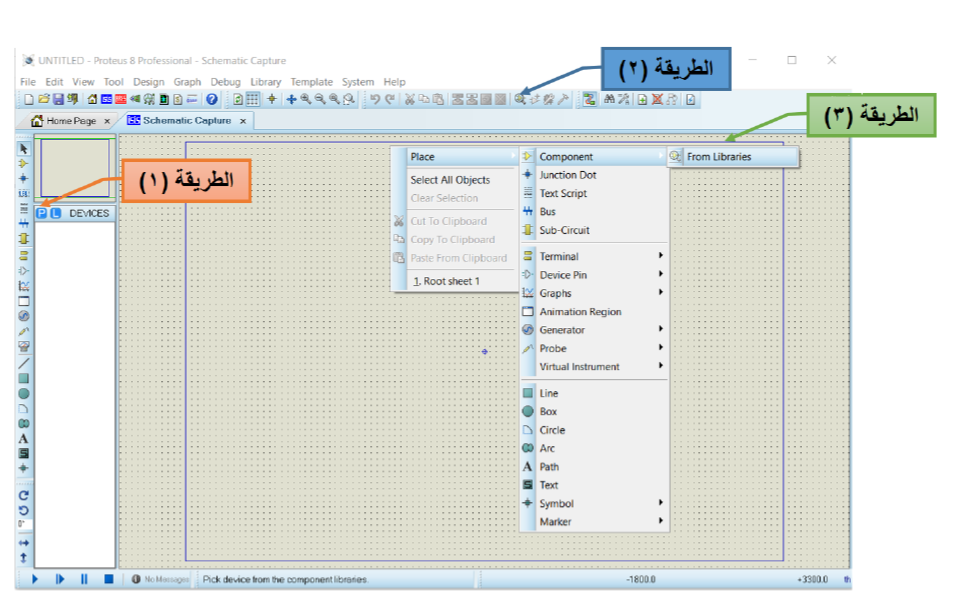 UNTITLED - Proteus 8 Professional - Schematic Capture
الطريقة (٢)
File Edit View Tool Design Graph Debug Library Template System Help
Home Page x
Schematic Capture x
الطريقة (٣)
الطريقة (١)
P L DEVICES
Place
Select All Objects
Clear Selection
Cut To Clipboard
Copy To Clipboard
Paste From Clipboard
1. Root sheet 1
Component
Junction Dot
Text Script
Bus
Sub-Circuit
Terminal
Device Pin
Graphs
Animation Region
Generator
Probe
Virtual Instrument
Line
Box
Circle
Arc
Path
Text
Symbol
Marker
From Libraries
No Messages
Pick device from the component libraries.
-1800.0
+3300.0
th